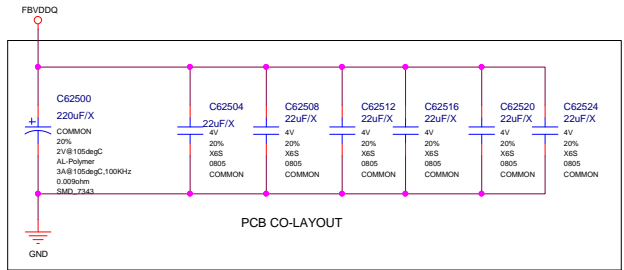 FBVDDQ
C62500
220uF/X
COMMON
20%
2V@105degC
AL-Polymer
3A@105degC,100KHz
0.009ohm
SMD_7343
C62504
22uF/X
4V
20%
X6S
0805
COMMON
C62508
22uF/X
4V
20%
X6S
0805
COMMON
C62512
22uF/X
4V
20%
X6S
0805
COMMON
C62516
22uF/X
4V
20%
X6S
0805
COMMON
C62520
22uF/X
4V
20%
X6S
0805
COMMON
C62524
22uF/X
4V
20%
X6S
0805
COMMON
PCB CO-LAYOUT
GND